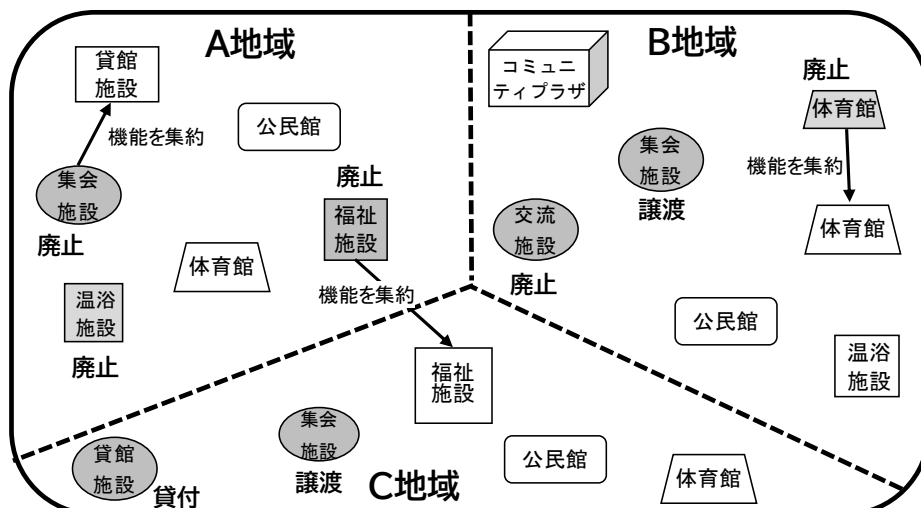 A地域
貸館
施設
機能を集約
公民館
集会
施設
廃止
廃止
福祉
施設
体育館
機能を集約
温浴
施設
廃止
B地域
コミュニ
ティプラザ
廃止
体育館
機能を集約
集会
施設
譲渡
体育館
交流
施設
廃止
公民館
温浴
施設
福祉
施設
集会
施設
譲渡
貸館
施設
貸付
C地域
公民館
体育館